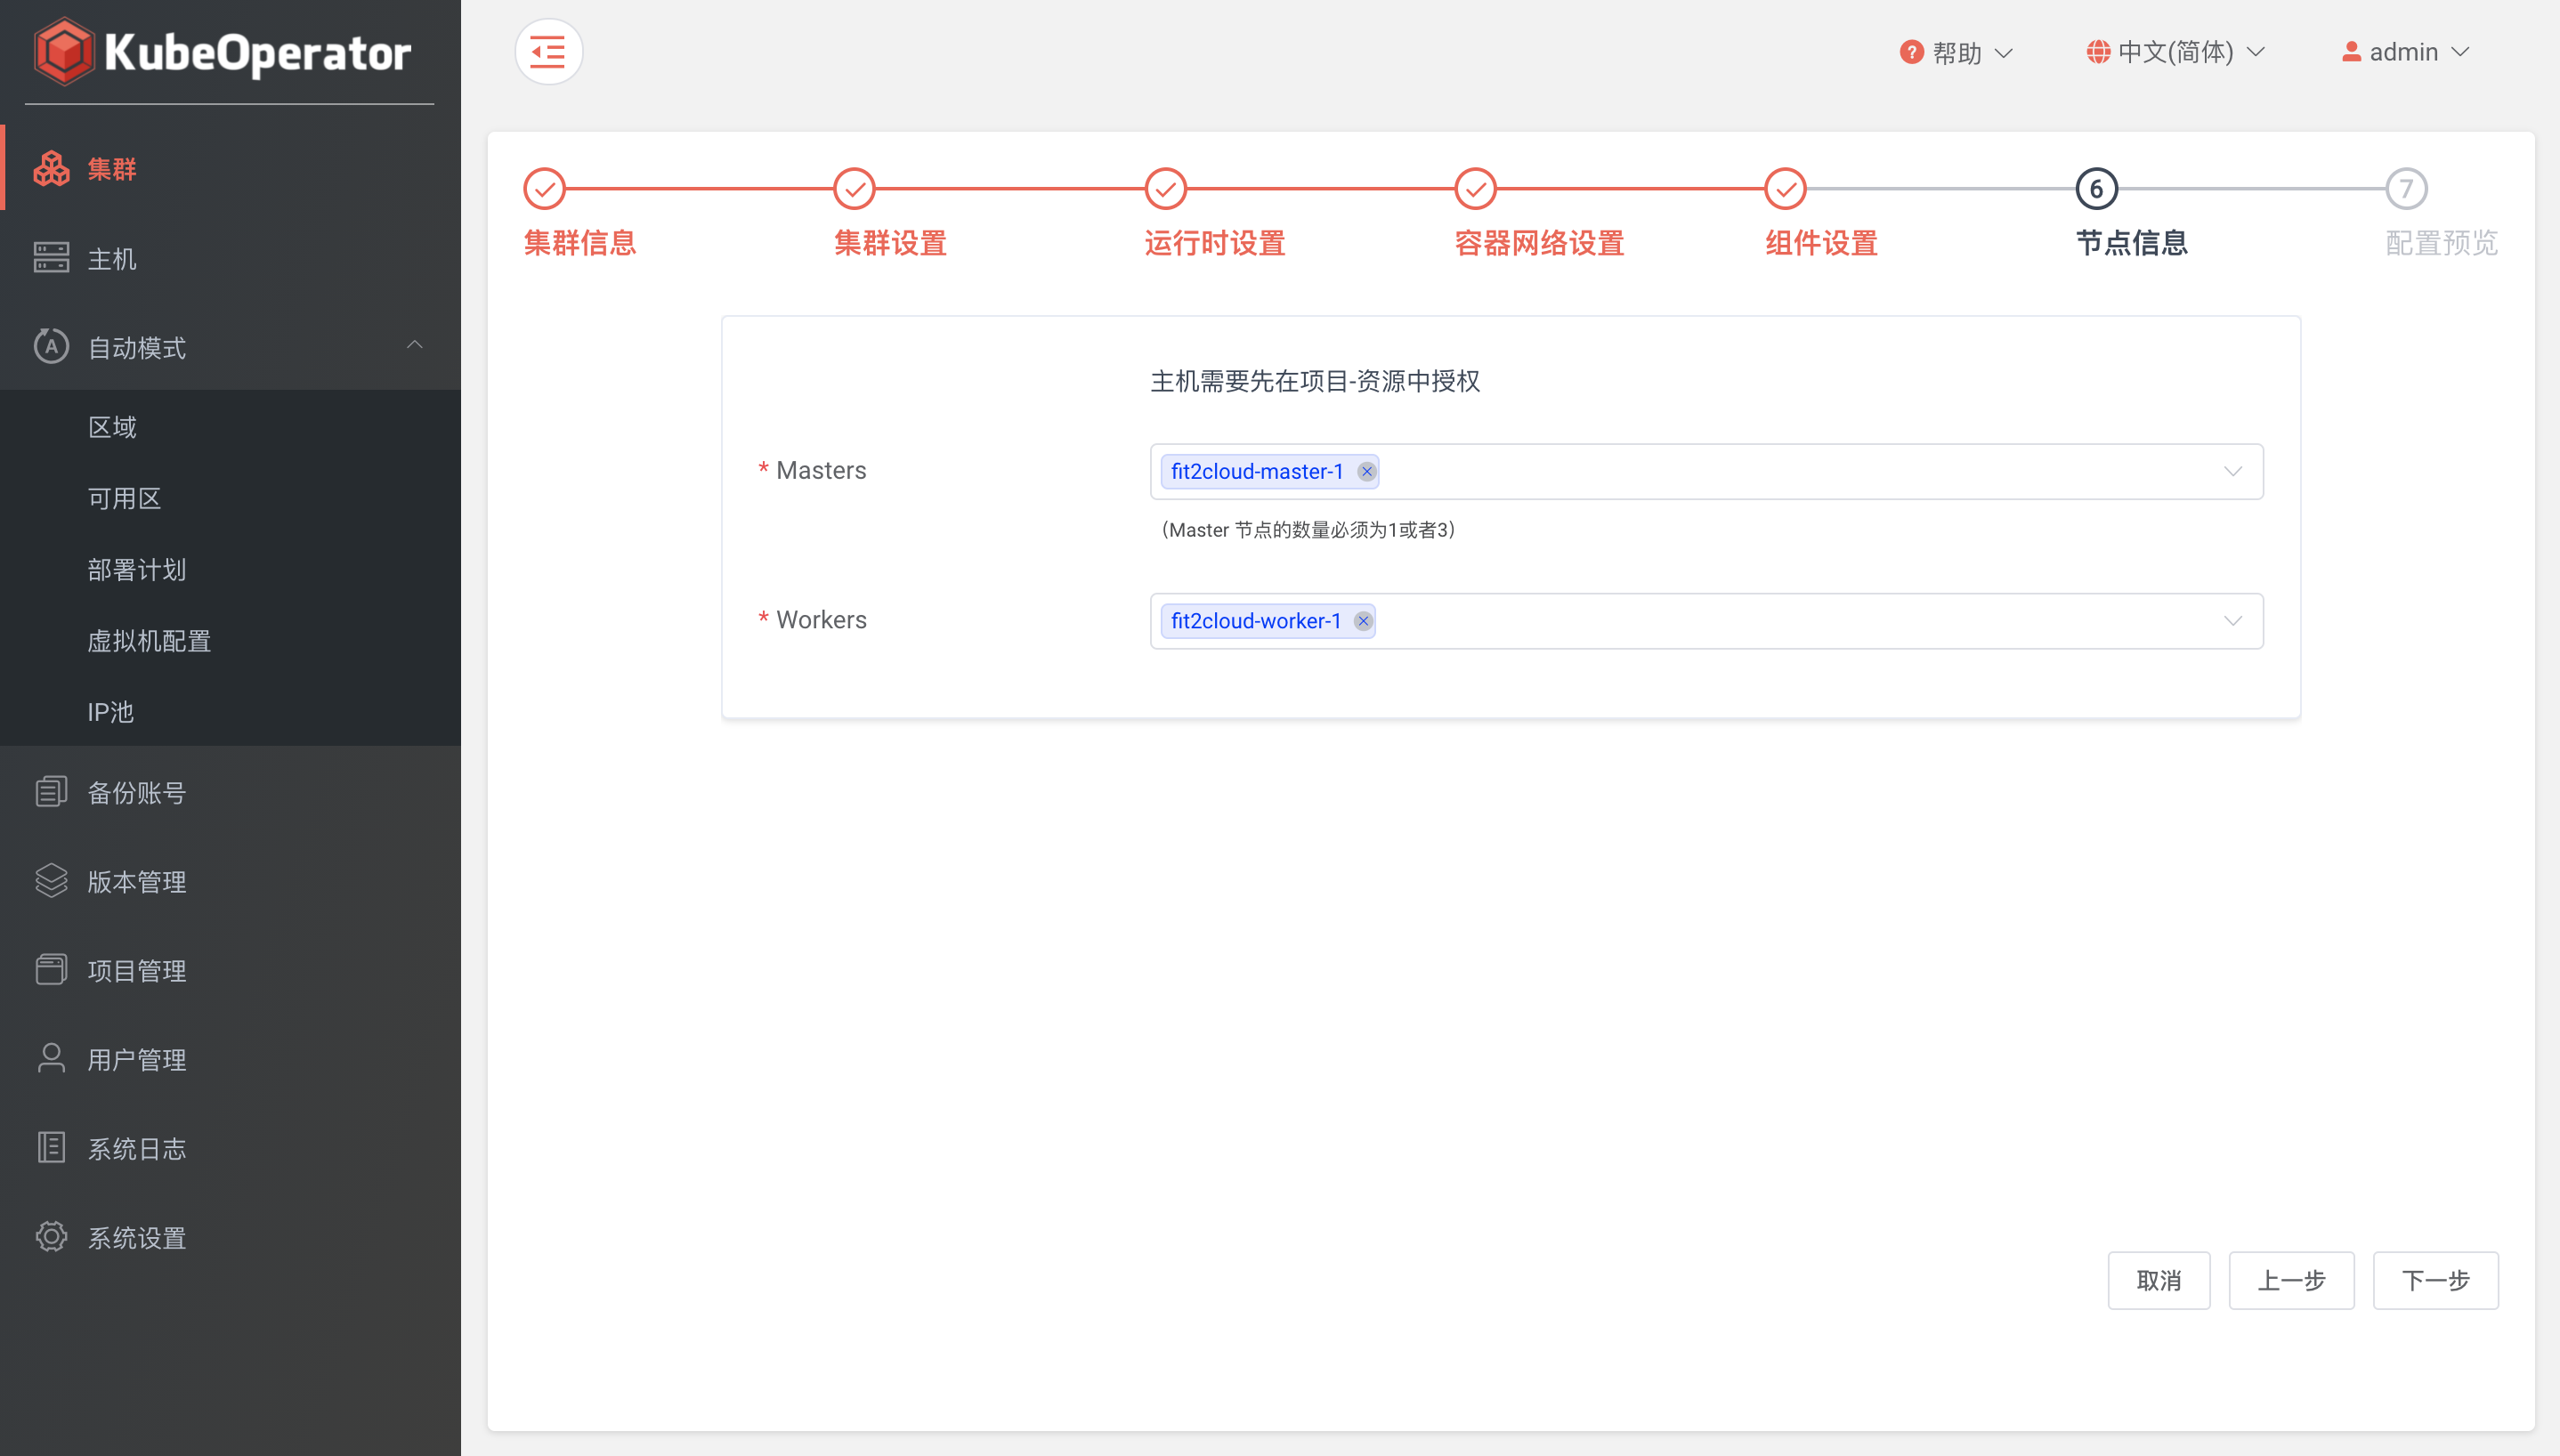 KubeOperator
集群
主机
自动模式
区域
可用区
部署计划
虚拟机配置
IP池
备份账号
版本管理
项目管理
用户管理
系统日志
系统设置
帮助
中文(简体)
admin
集群信息
集群设置
运行时设置
容器网络设置
组件设置
6
节点信息
7
配置预览
主机需要先在项目-资源中授权
* Masters
fit2cloud-master-1
（Master 节点的数量必须为1或者3）
* Workers
fit2cloud-worker-1
取消
上一步
下一步